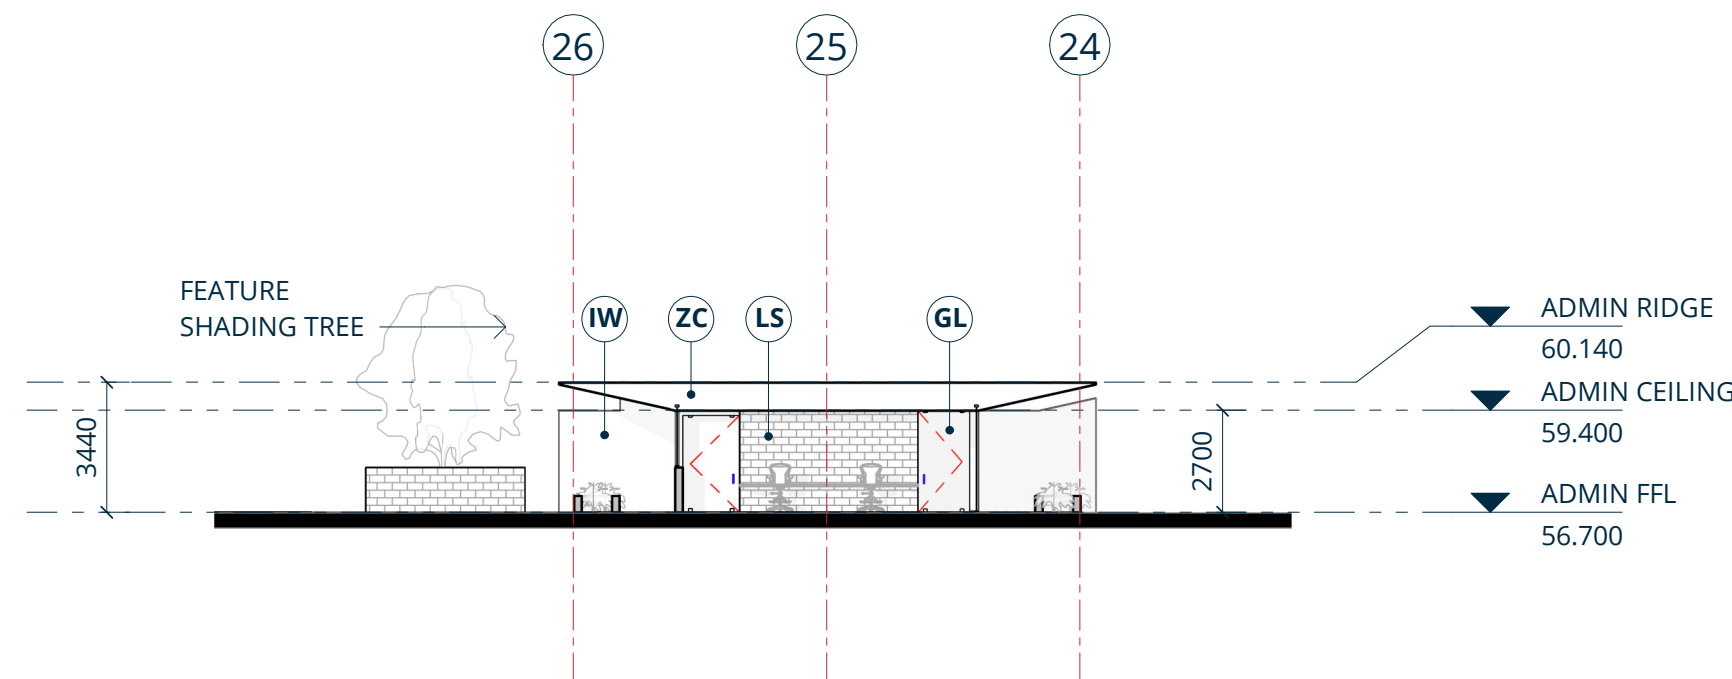 26
25
24
FEATURE
SHADING TREE
IW
ZC
LS
GL
ADMIN RIDGE
60.140
ADMIN CEILING
59.400
3440
2700
ADMIN FFL
56.700